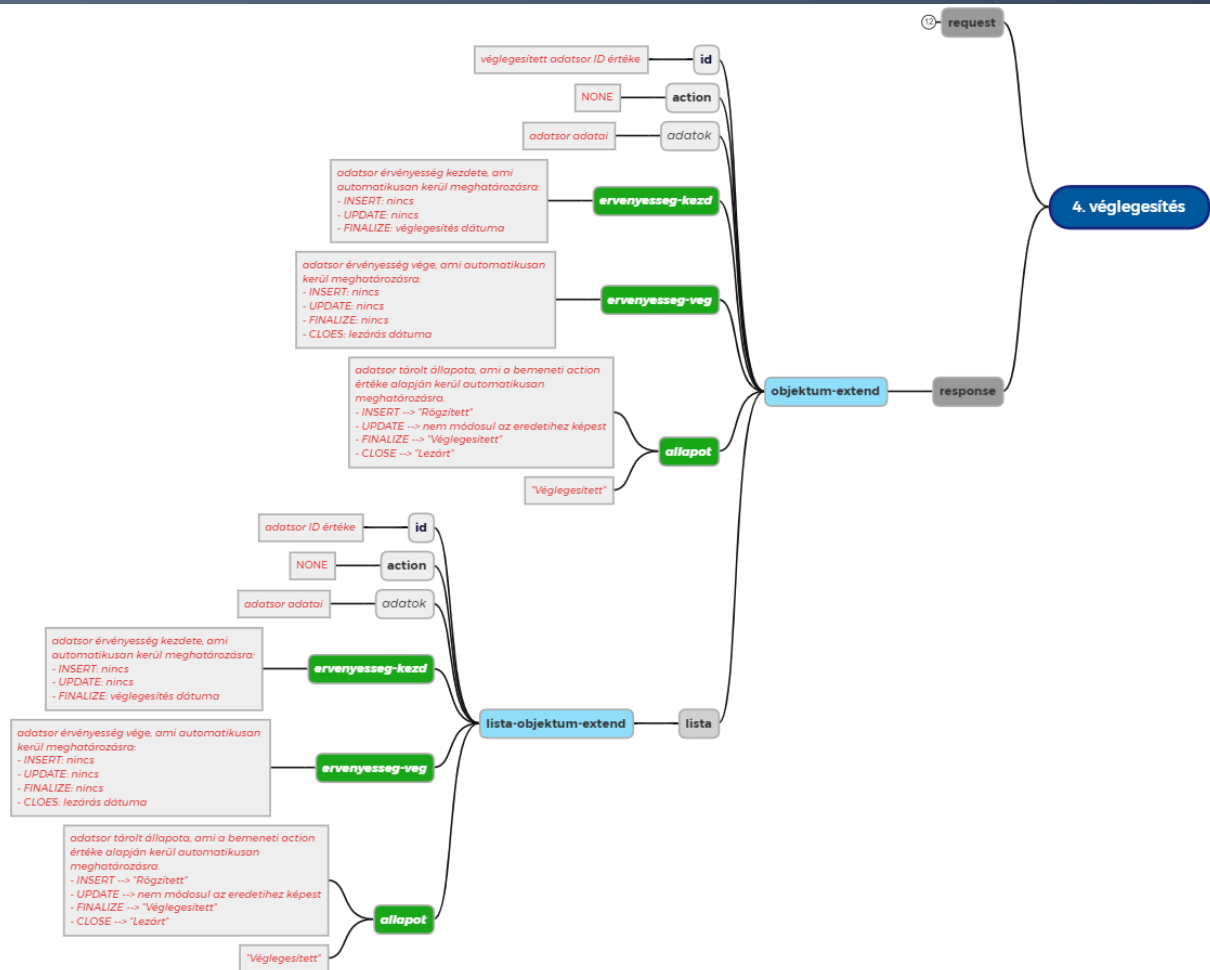 12
request
véglegesített adatsor ID értéke
id
NONE
action
adatsor adatai
adatok
adatsor érvényesség kezdete, ami
automatikusan kerül meghatározásra:
- INSERT: nincs
- UPDATE: nincs
- FINALIZE: véglegesítés dátuma
ervenyesseg-kezd
4. véglegesítés
adatsor érvényesség vége, ami automatikusan
kerül meghatározásra:
- INSERT: nincs
- UPDATE: nincs
- FINALIZE: nincs
- CLOES: lezárás dátuma
ervenyesseg-veg
adatsor tárolt állapota, ami a bemeneti action
értéke alapján kerül automatikusan
meghatározásra.
- INSERT --> "Rögzített"
- UPDATE --> nem módosul az eredetihez képest
- FINALIZE --> "Véglegesített"
- CLOSE --> "Lezárt"
allapot
"Véglegesített"
objektum-extend
response
adatsor ID értéke
id
NONE
action
adatsor adatai
adatok
adatsor érvényesség kezdete, ami
automatikusan kerül meghatározásra:
- INSERT: nincs
- UPDATE: nincs
- FINALIZE: véglegesítés dátuma
ervenyesseg-kezd
lista-objektum-extend
lista
adatsor érvényesség vége, ami automatikusan
kerül meghatározásra:
- INSERT: nincs
- UPDATE: nincs
- FINALIZE: nincs
- CLOES: lezárás dátuma
ervenyesseg-veg
adatsor tárolt állapota, ami a bemeneti action
értéke alapján kerül automatikusan
meghatározásra.
- INSERT --> "Rögzített"
- UPDATE --> nem módosul az eredetihez képest
- FINALIZE --> "Véglegesített"
- CLOSE --> "Lezárt"
allapot
"Véglegesített"